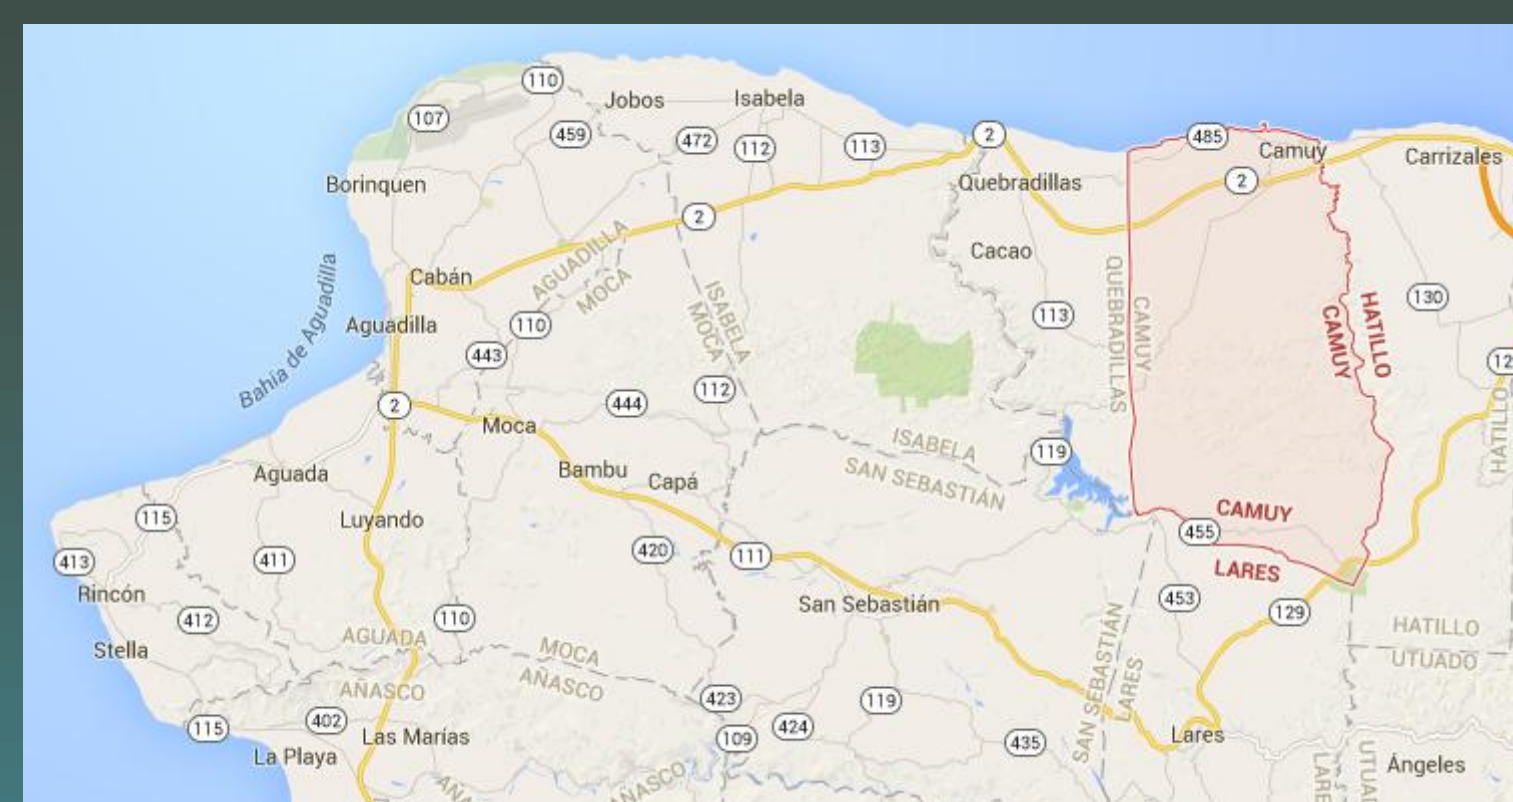 110
107
Jobos
Isabela
459
472
112
113
2
485
Camuy
Carrizales
Borinquen
Quebradillas
2
2
Cacao
AGUADILLA
MOCA
Cabán
Bahía de Aguadilla
Aguadilla
110
443
ISABELA
MOCA
113
QUEBRADILLAS
CAMUY
CAMUY
HATILLO
130
112
444
2
Moca
Bambu
Capá
ISABELA
SAN SEBASTIÁN
119
HATILLO
Aguada
115
Luyando
411
413
Rincón
412
Stella
420
111
CAMUY
455
LARES
453
129
San Sebastián
110
AGUADA
AÑASCO
MOCA
AÑASCO
SAN SEBASTIÁN
LARES
HATILLO
UTUADO
115
402
Las Marías
La Playa
423
109
424
119
435
Lares
Ángeles